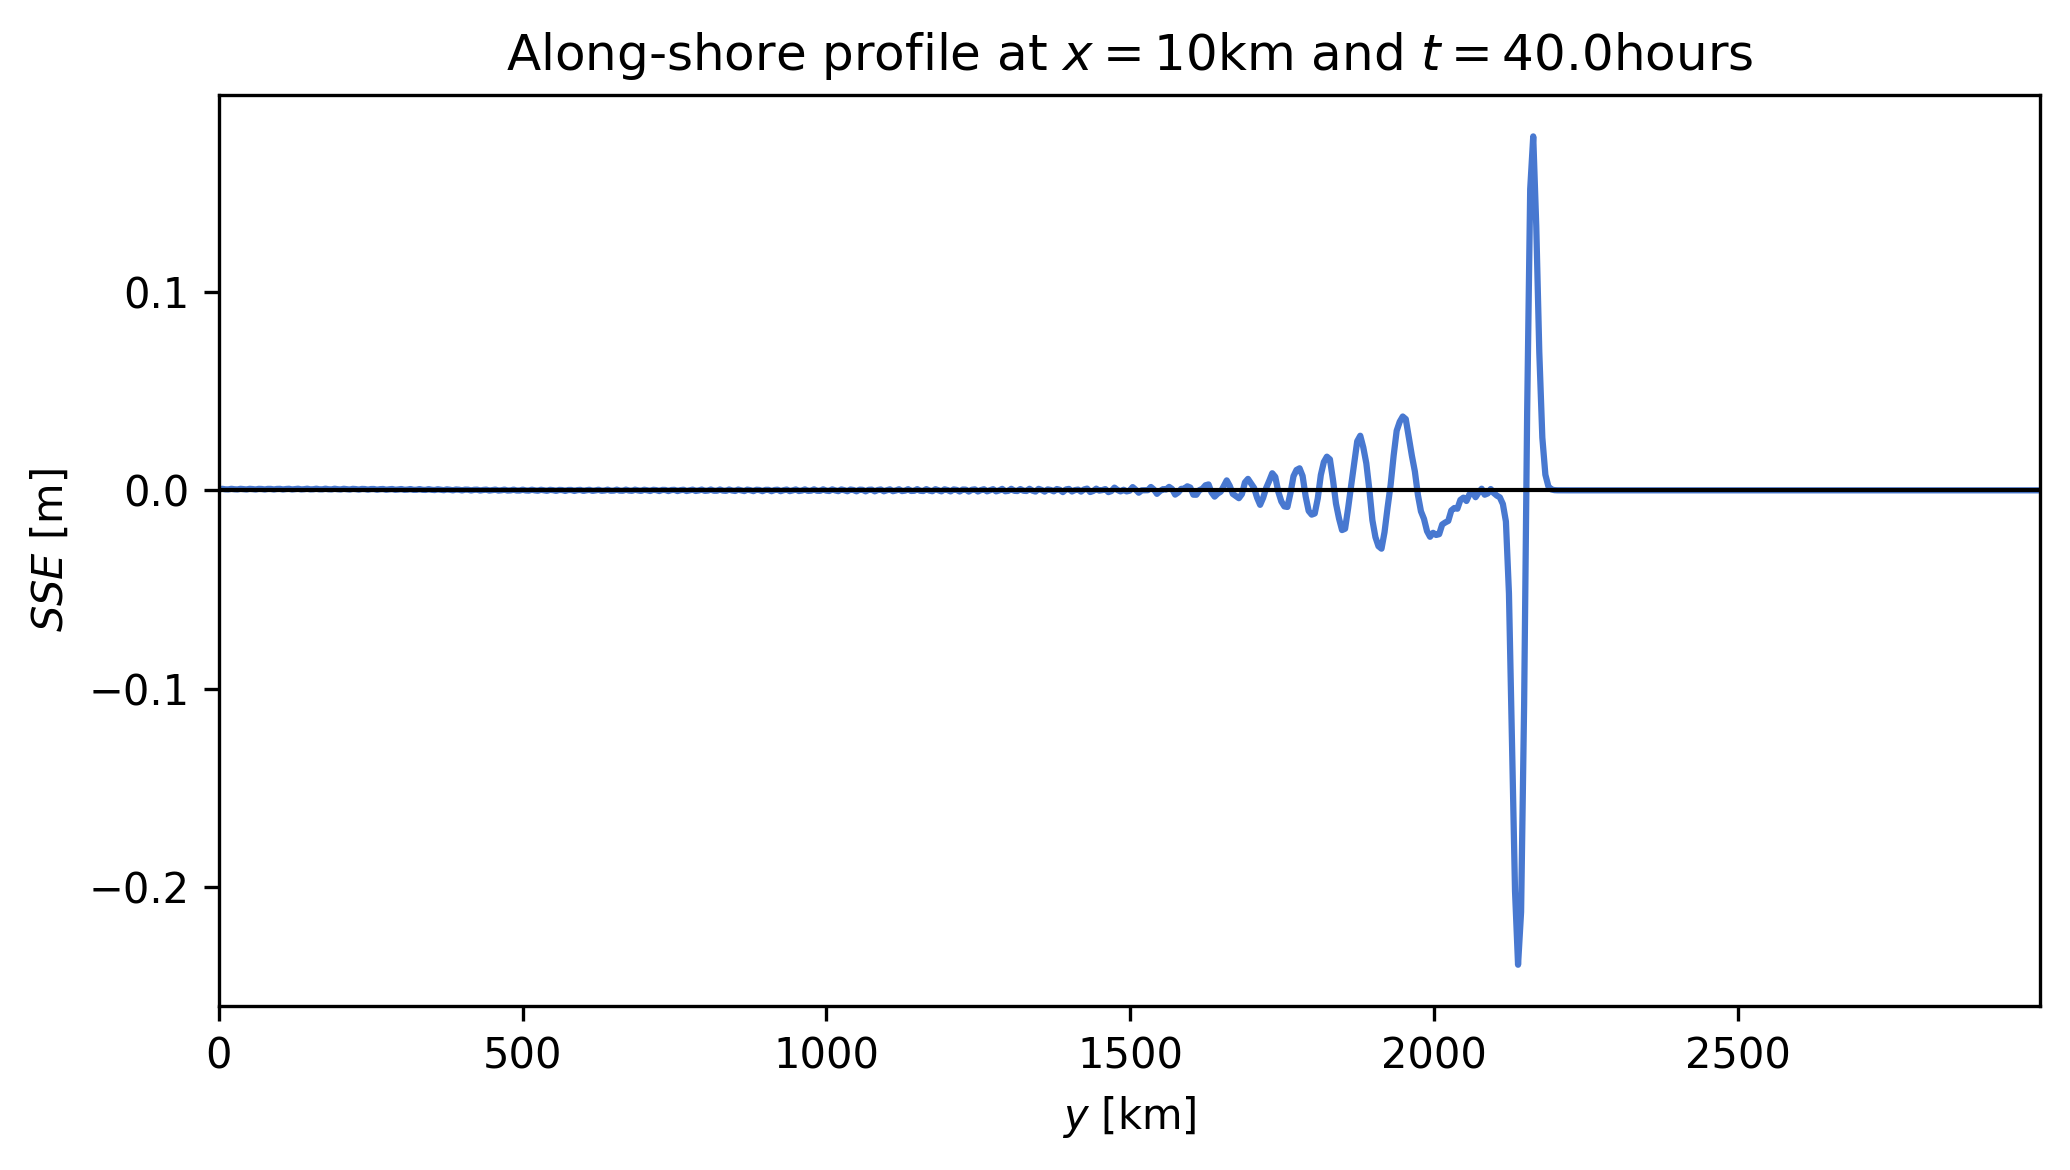 Along-shore profile at x = 10km and t = 40.0hours
SSE [m]
0.1
0.0
−0.1
−0.2
0 500 1000 1500 2000 2500
y [km]